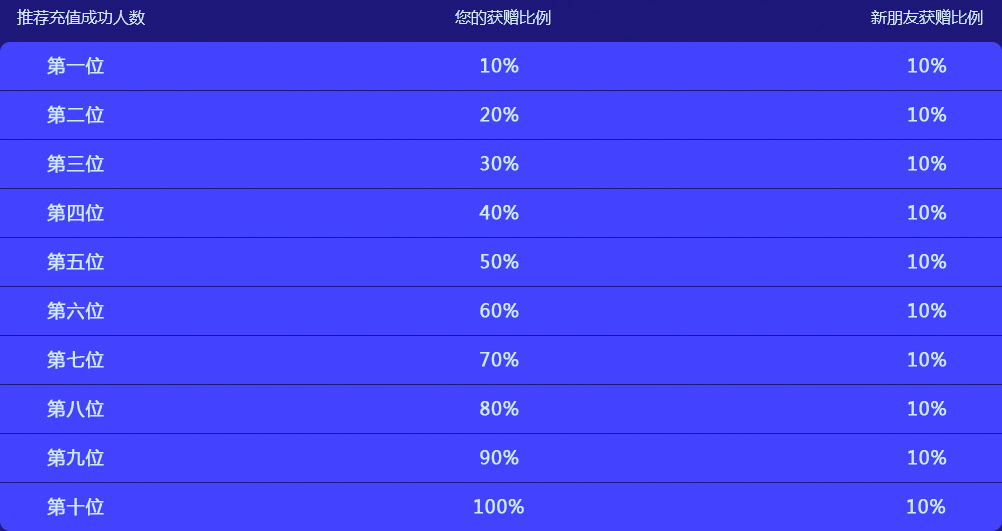 推荐充值成功人数 您的获赠比例 新朋友获赠比例
第一位 10% 10%
第二位 20% 10%
第三位 30% 10%
第四位 40% 10%
第五位 50% 10%
第六位 60% 10%
第七位 70% 10%
第八位 80% 10%
第九位 90% 10%
第十位 100% 10%